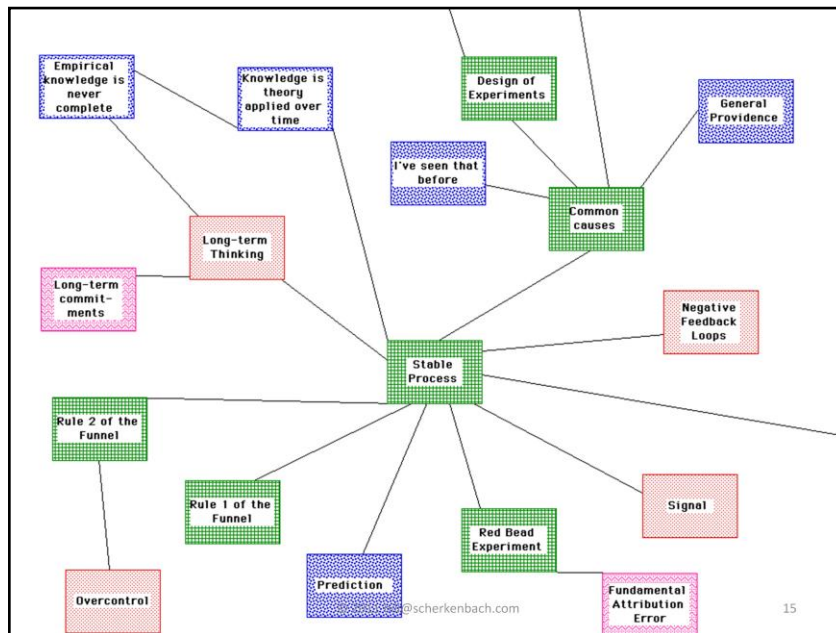 Empirical
knowledge is
never
complete
Knowledge is
theory
applied over
time
Design of
Experiments
General
Providence
I've seen that
before
Common
causes
Long-term
Thinking
Long-term
commit-
ments
Negative
Feedback
Loops
Stable
Process
Rule 2 of the
Funnel
Rule 1 of the
Funnel
Signal
Red Bead
Experiment
Prediction
Overcontrol
@scherkenbach.com
Fundamental
Attribution
Error
15